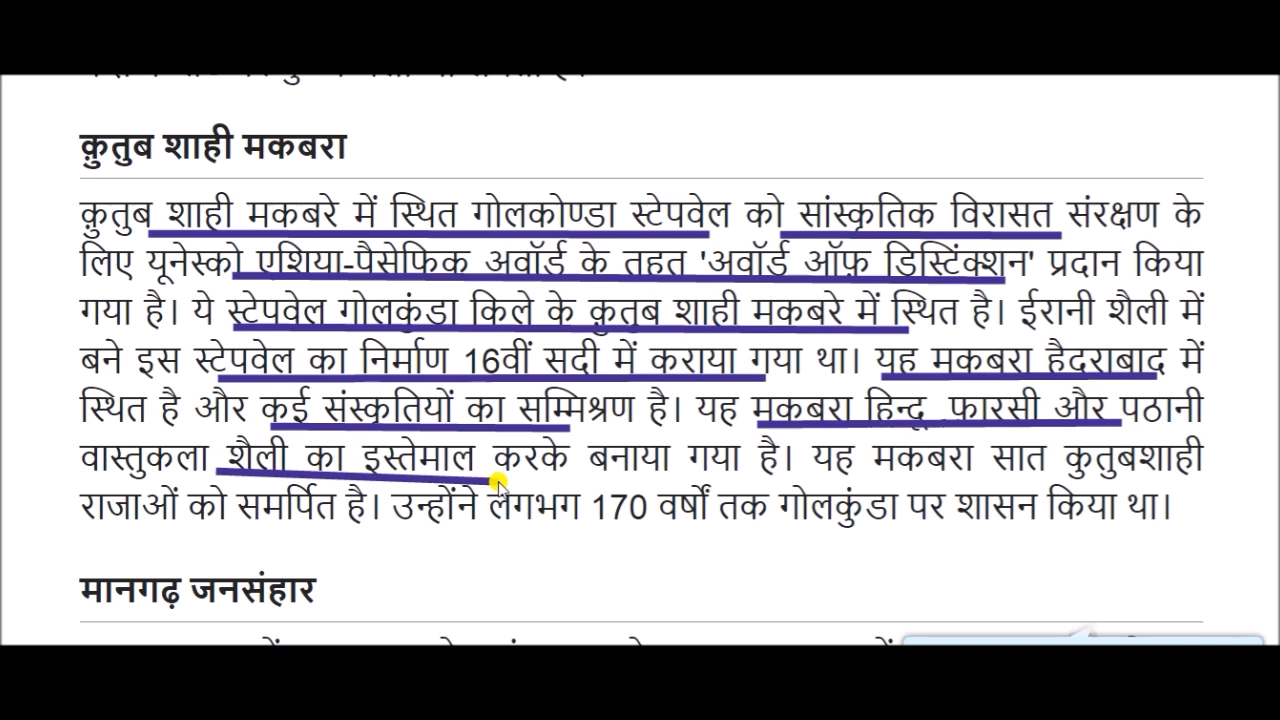 क़ुतुब शाही मकबरा
क़ुतुब शाही मकबरे में स्थित गोलकोण्डा स्टेपवेल को सांस्कृतिक विरासत संरक्षण के
लिए यूनेस्को एशिया-पैसेफिक अवॉर्ड के तहत 'अवॉर्ड ऑफ़ डिस्टिंक्शन' प्रदान किया
गया है। ये स्टेपवेल गोलकुंडा किले के क़ुतुब शाही मकबरे में स्थित है। ईरानी शैली में
बने इस स्टेपवेल का निर्माण 16वीं सदी में कराया गया था। यह मकबरा हैदराबाद में
स्थित है और कई संस्कृतियों का सम्मिश्रण है। यह मकबरा हिन्दू, फारसी और पठानी
वास्तुकला शैली का इस्तेमाल करके बनाया गया है। यह मकबरा सात कुतुबशाही
राजाओं को समर्पित है। उन्होंने लगभग 170 वर्षों तक गोलकुंडा पर शासन किया था।
मानगढ़ जनसंहार